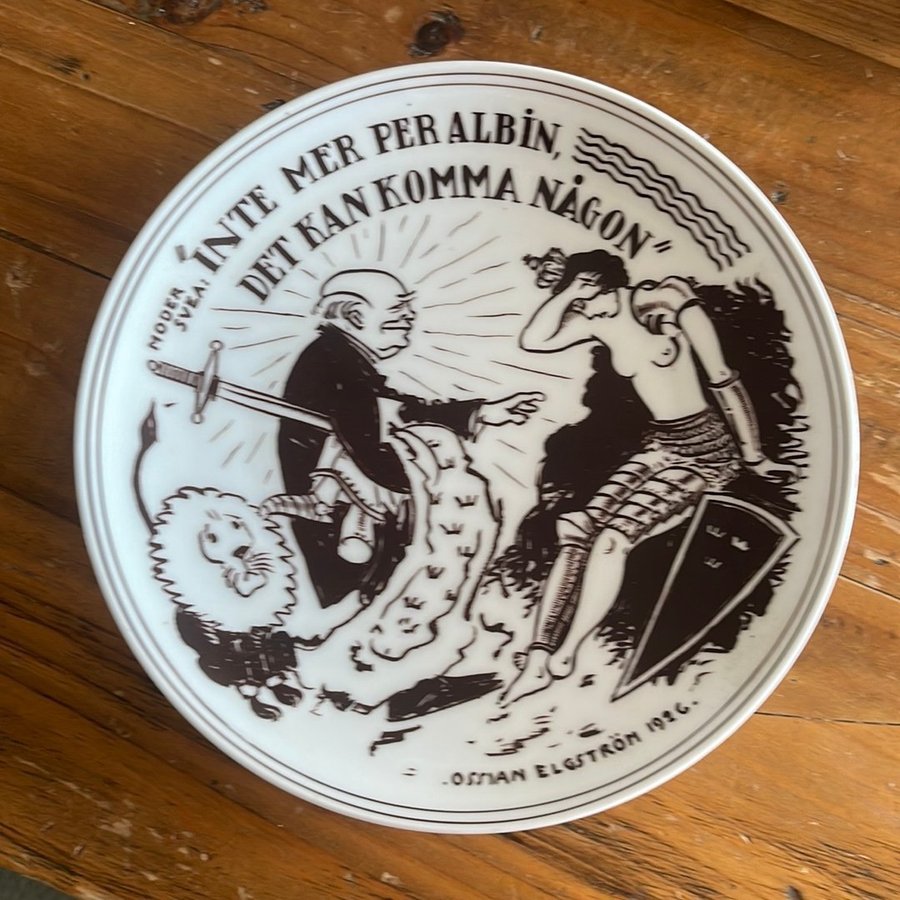 MODER
SVEA:
"INTE MER PER ALBIN,
DET KAN KOMMA NÅGON"
OSSIAN ELGSTRÖM 1926.